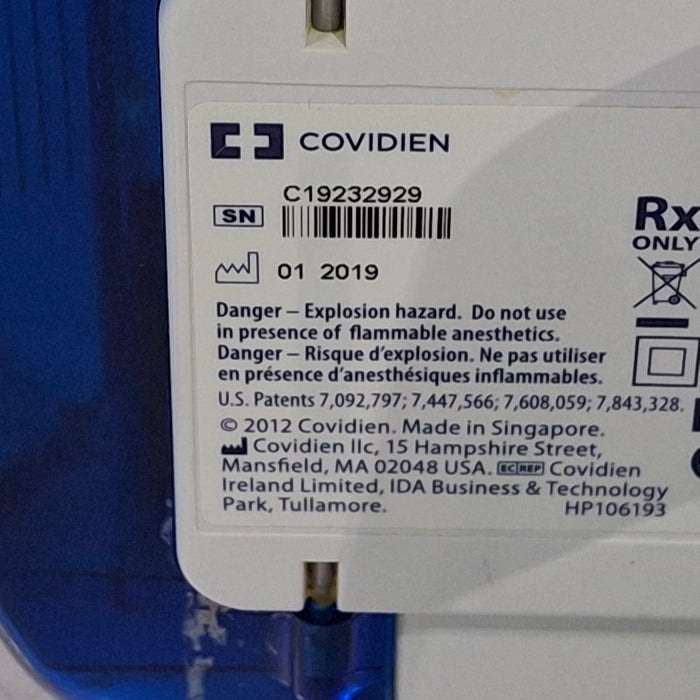 COVIDIEN
C19232929
SN
01 2019
Rx
ONLY
Danger – Explosion hazard. Do not use
in presence of flammable anesthetics.
Danger – Risque d'explosion. Ne pas utiliser
en présence d'anesthésiques inflammables.
U.S. Patents 7,092,797; 7,447,566; 7,608,059; 7,843,328.
© 2012 Covidien. Made in Singapore.
Covidien llc, 15 Hampshire Street,
Mansfield, MA 02048 USA. EC REP Covidien
Ireland Limited, IDA Business & Technology
Park, Tullamore. HP106193